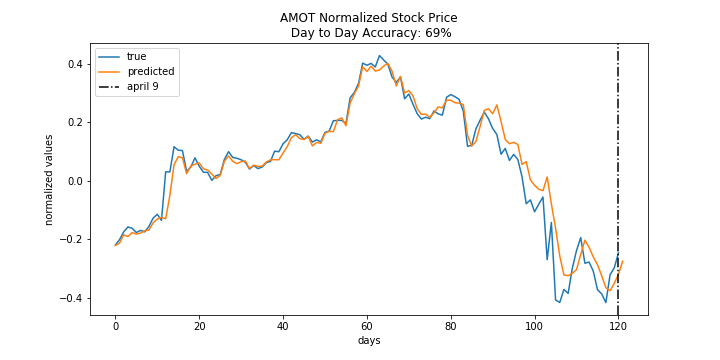 AMOT Normalized Stock Price
Day to Day Accuracy: 69%
true
predicted
april 9
normalized values
0.4
0.2
0.0
−0.2
−0.4
0 20 40 60 80 100 120
days